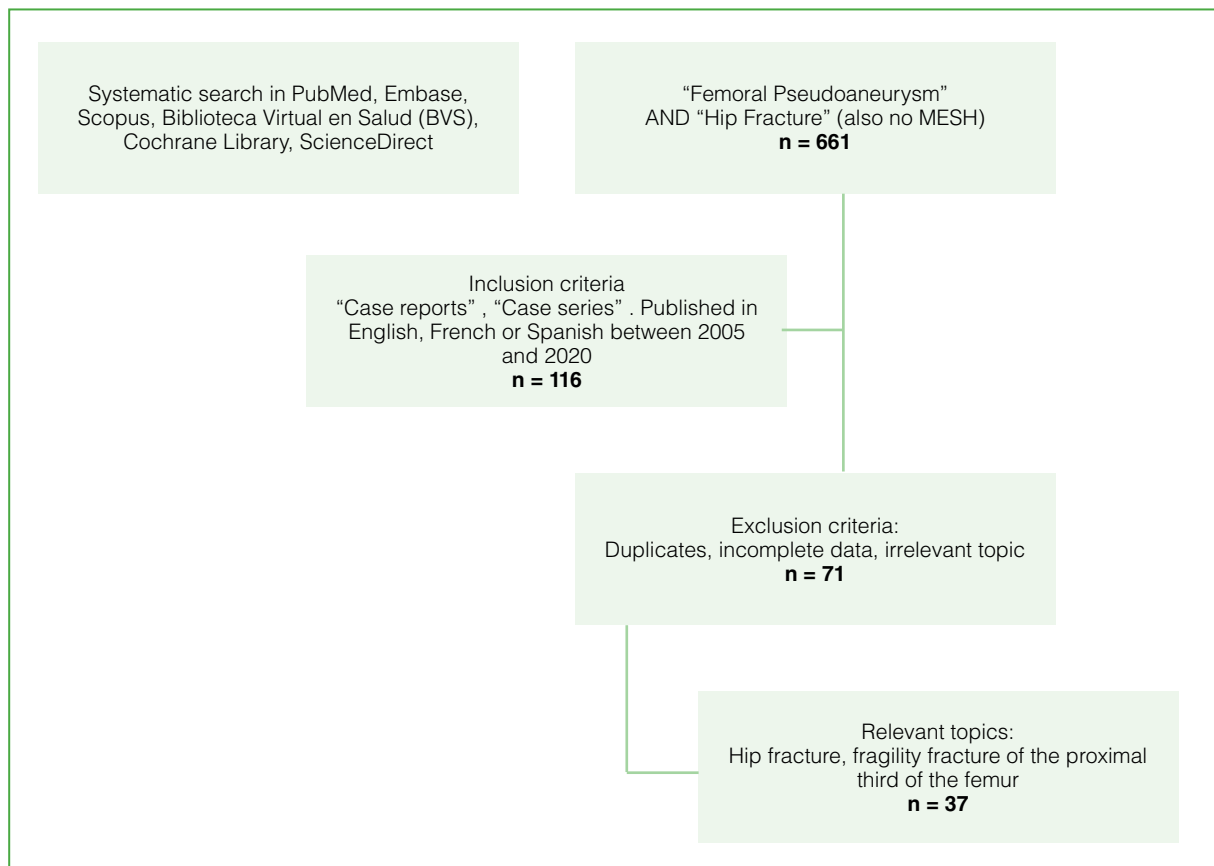 Systematic search in PubMed, Embase,
Scopus, Biblioteca Virtual en Salud (BVS),
Cochrane Library, ScienceDirect
“Femoral Pseudoaneurysm”
AND “Hip Fracture” (also no MESH)
n = 661
Inclusion criteria
“Case reports” , “Case series” . Published in
English, French or Spanish between 2005
and 2020
n = 116
Exclusion criteria:
Duplicates, incomplete data, irrelevant topic
n = 71
Relevant topics:
Hip fracture, fragility fracture of the proximal
third of the femur
n = 37